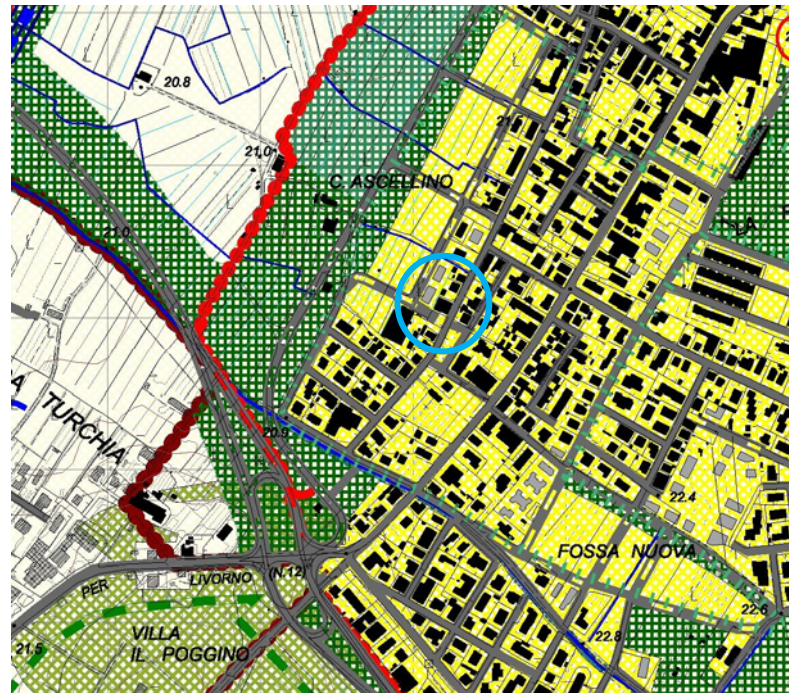 20.8
21.0
21.0
C. ASCELLINO
TURCHIA
20.5
22.4
FOSSA NUOVA
PER
LIVORNO
(N.12)
22.6
22.8
VILLA
IL POGGINO
21.5